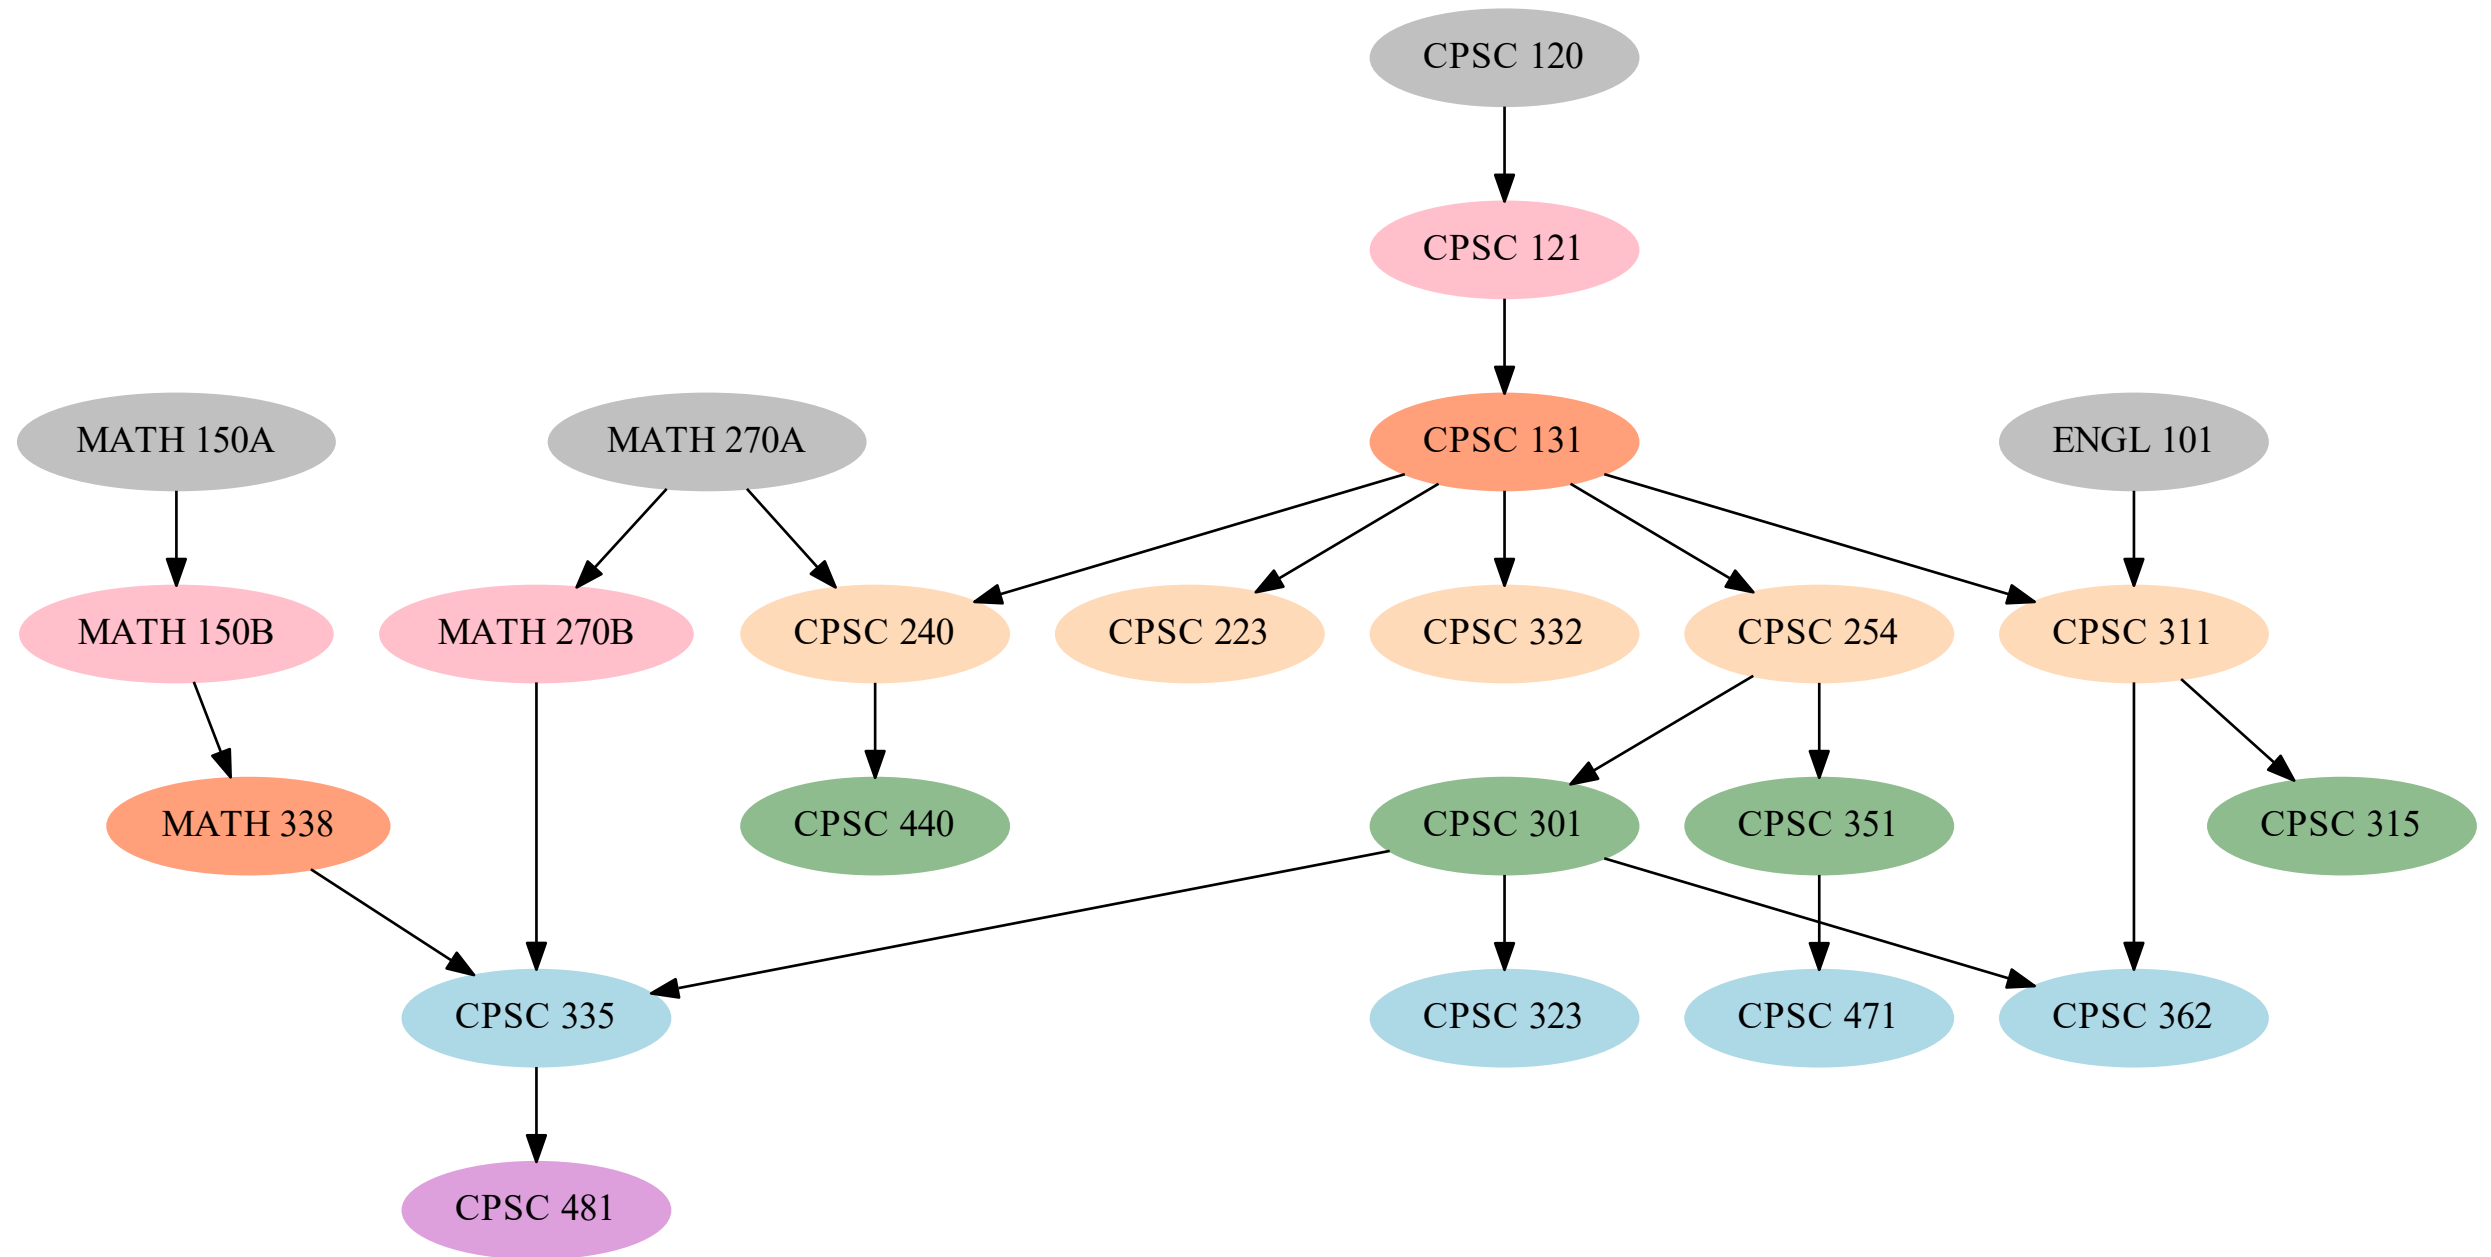 CPSC 120
CPSC 121
MATH 150A
MATH 270A
CPSC 131
ENGL 101
MATH 150B
MATH 270B
CPSC 240
CPSC 223
CPSC 332
CPSC 254
CPSC 311
MATH 338
CPSC 440
CPSC 301
CPSC 351
CPSC 315
CPSC 335
CPSC 323
CPSC 471
CPSC 362
CPSC 481